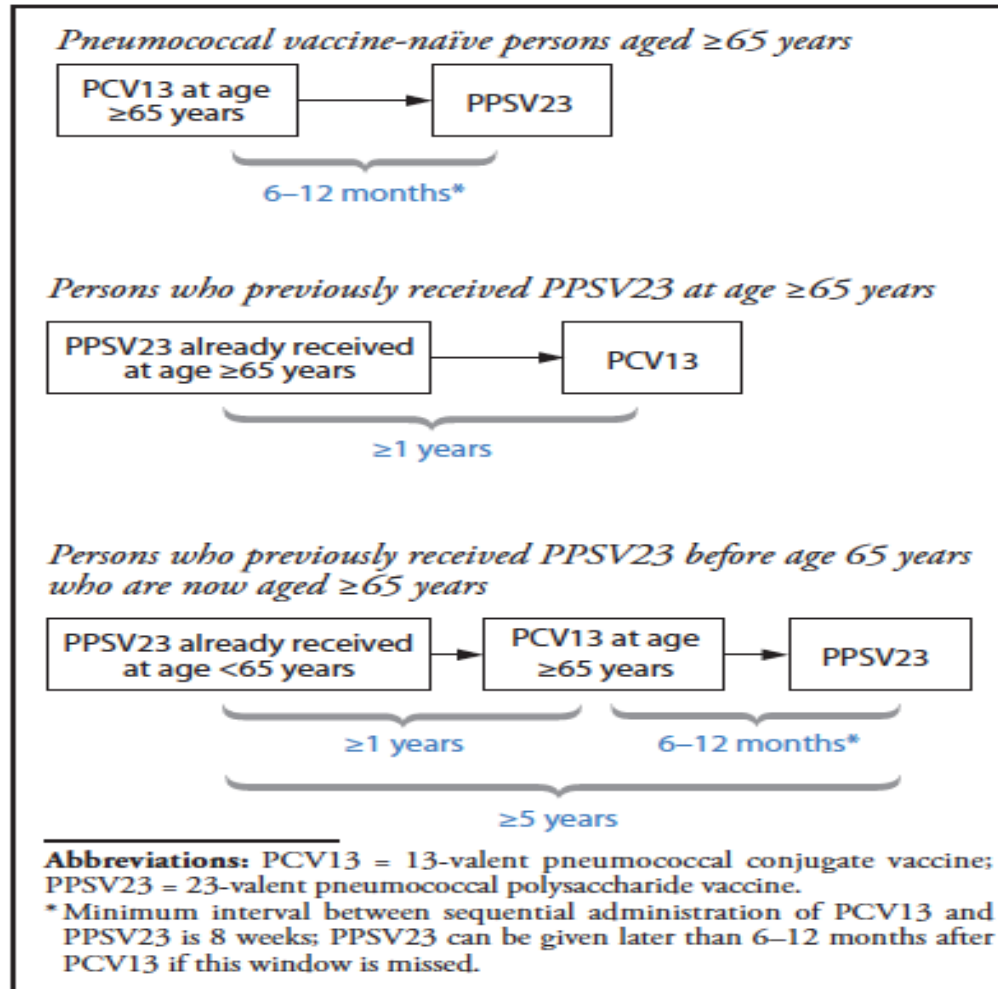 Pneumococcal vaccine-naïve persons aged ≥65 years
PCV13 at age
≥65 years
PPSV23
6–12 months*
Persons who previously received PPSV23 at age ≥65 years
PPSV23 already received
at age ≥65 years
PCV13
≥1 years
Persons who previously received PPSV23 before age 65 years
who are now aged ≥65 years
PPSV23 already received
at age <65 years
PCV13 at age
≥65 years
PPSV23
≥1 years
6–12 months*
≥5 years
Abbreviations: PCV13 = 13-valent pneumococcal conjugate vaccine;
PPSV23 = 23-valent pneumococcal polysaccharide vaccine.
* Minimum interval between sequential administration of PCV13 and
PPSV23 is 8 weeks; PPSV23 can be given later than 6–12 months after
PCV13 if this window is missed.